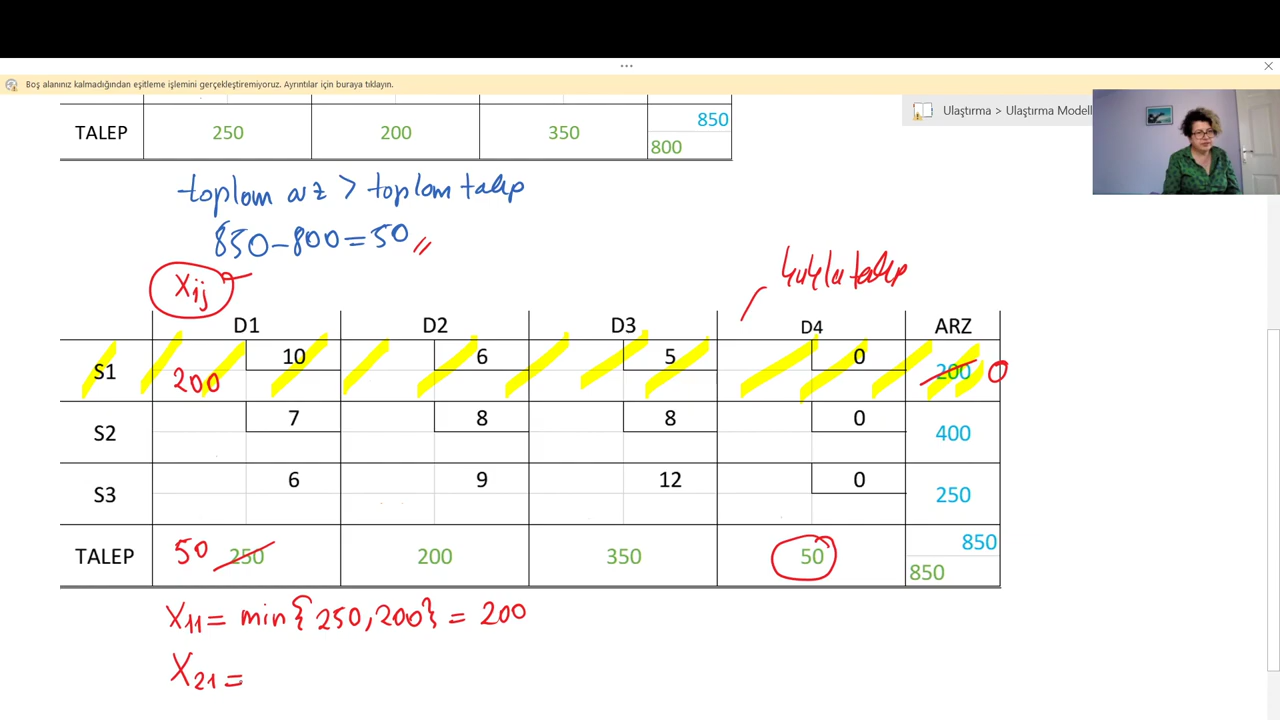 Boş alanınız kalmadığından eşitleme işlemini gerçekleştiremiyoruz. Ayrıntılar için buraya tıklayın.
Ulaştırma > Ulaştırma Modell
TALEP 250 200 350 850
800
toplam arz > toplam talep
850-800=50 //
Xij
kukla talep
D1 D2 D3 D4 ARZ
S1 200 10 6 5 0 200 0
S2 7 8 8 0 400
S3 6 9 12 0 250
TALEP 50 250 200 350 50 850
850
X11 = min{250,200} = 200
X21 =